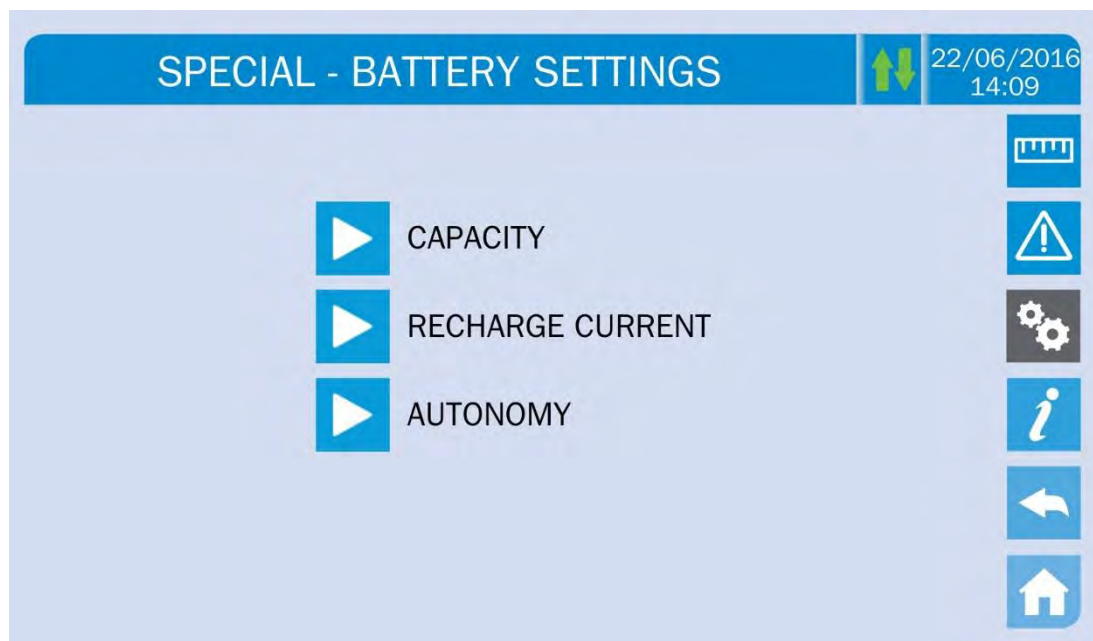 SPECIAL - BATTERY SETTINGS
22/06/2016
14:09
CAPACITY
RECHARGE CURRENT
AUTONOMY